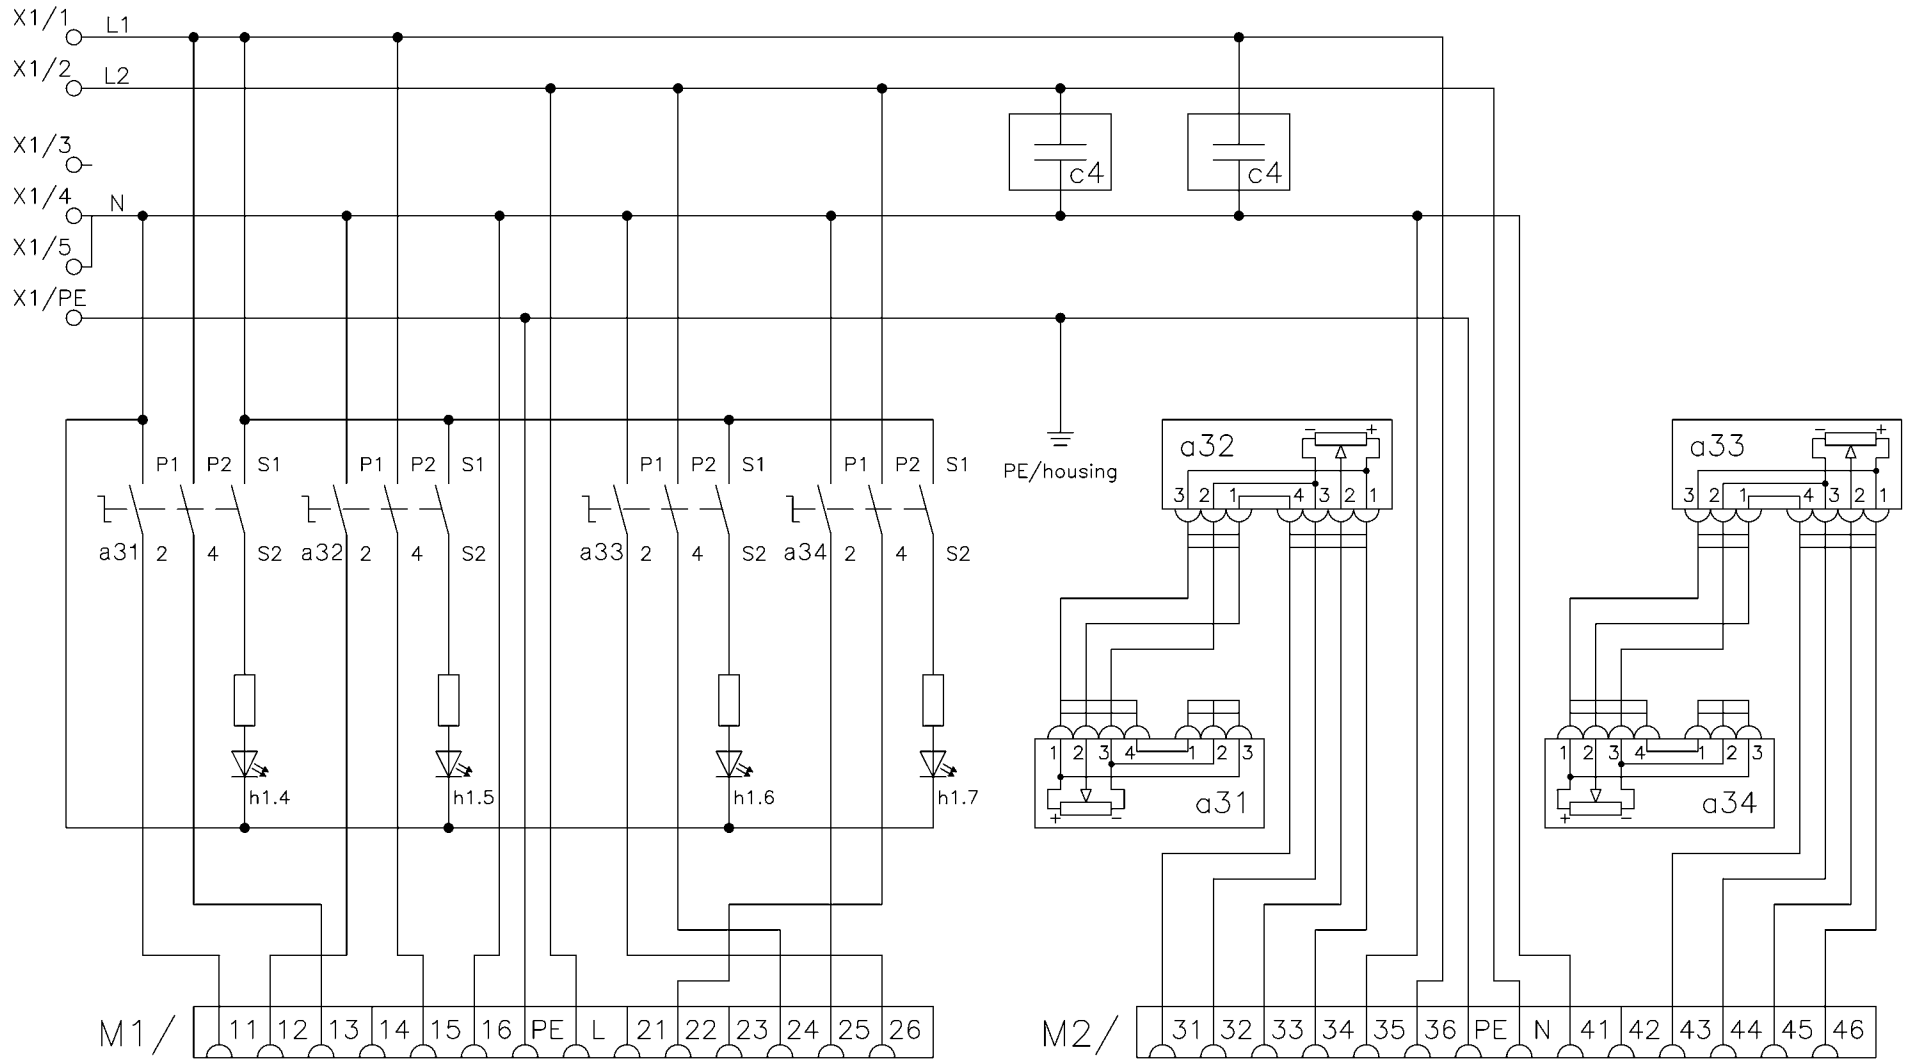 X1/1 L1
X1/2 L2
X1/3
X1/4 N
X1/5
X1/PE
c4 c4
PE/housing
P1 P2 S1 P1 P2 S1 P1 P2 S1 P1 P2 S1
a31 2 4 S2 a32 2 4 S2 a33 2 4 S2 a34 2 4 S2
h1.4 h1.5 h1.6 h1.7
a32 - +
3 2 1 4 3 2 1
a33 - +
3 2 1 4 3 2 1
1 2 3 4 1 2 3
+ - a31
1 2 3 4 1 2 3
+ - a34
M1/ 11 12 13 14 15 16 PE L 21 22 23 24 25 26
M2/ 31 32 33 34 35 36 PE N 41 42 43 44 45 46